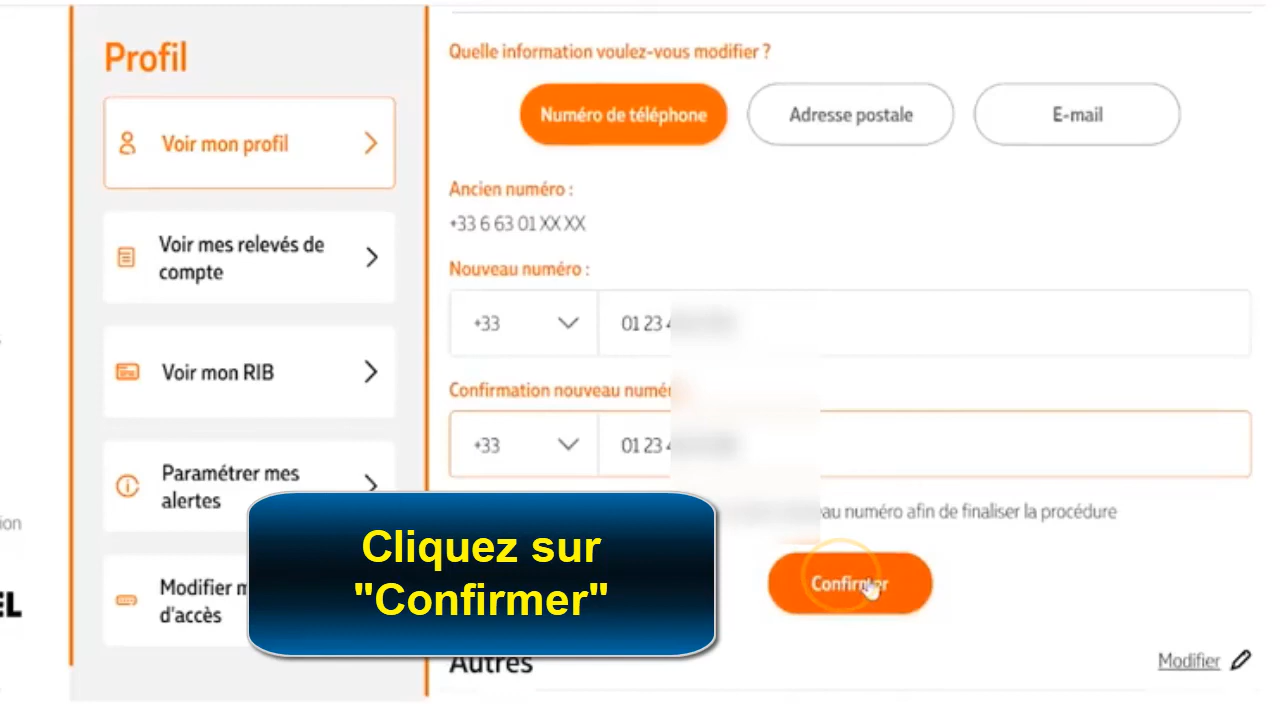 Profil
Voir mon profil
Voir mes relevés de
compte
Voir mon RIB
Paramétrer mes
alertes
Modifier
d'accès
Quelle information voulez-vous modifier ?
Numéro de téléphone
Adresse postale
E-mail
Ancien numéro :
+33 6 63 01 XX XX
Nouveau numéro :
+33
01 23
Confirmation nouveau
+33
01 23
numéro afin de finaliser la procédure
Confirmer
Cliquez sur
"Confirmer"
Autres
Modifier